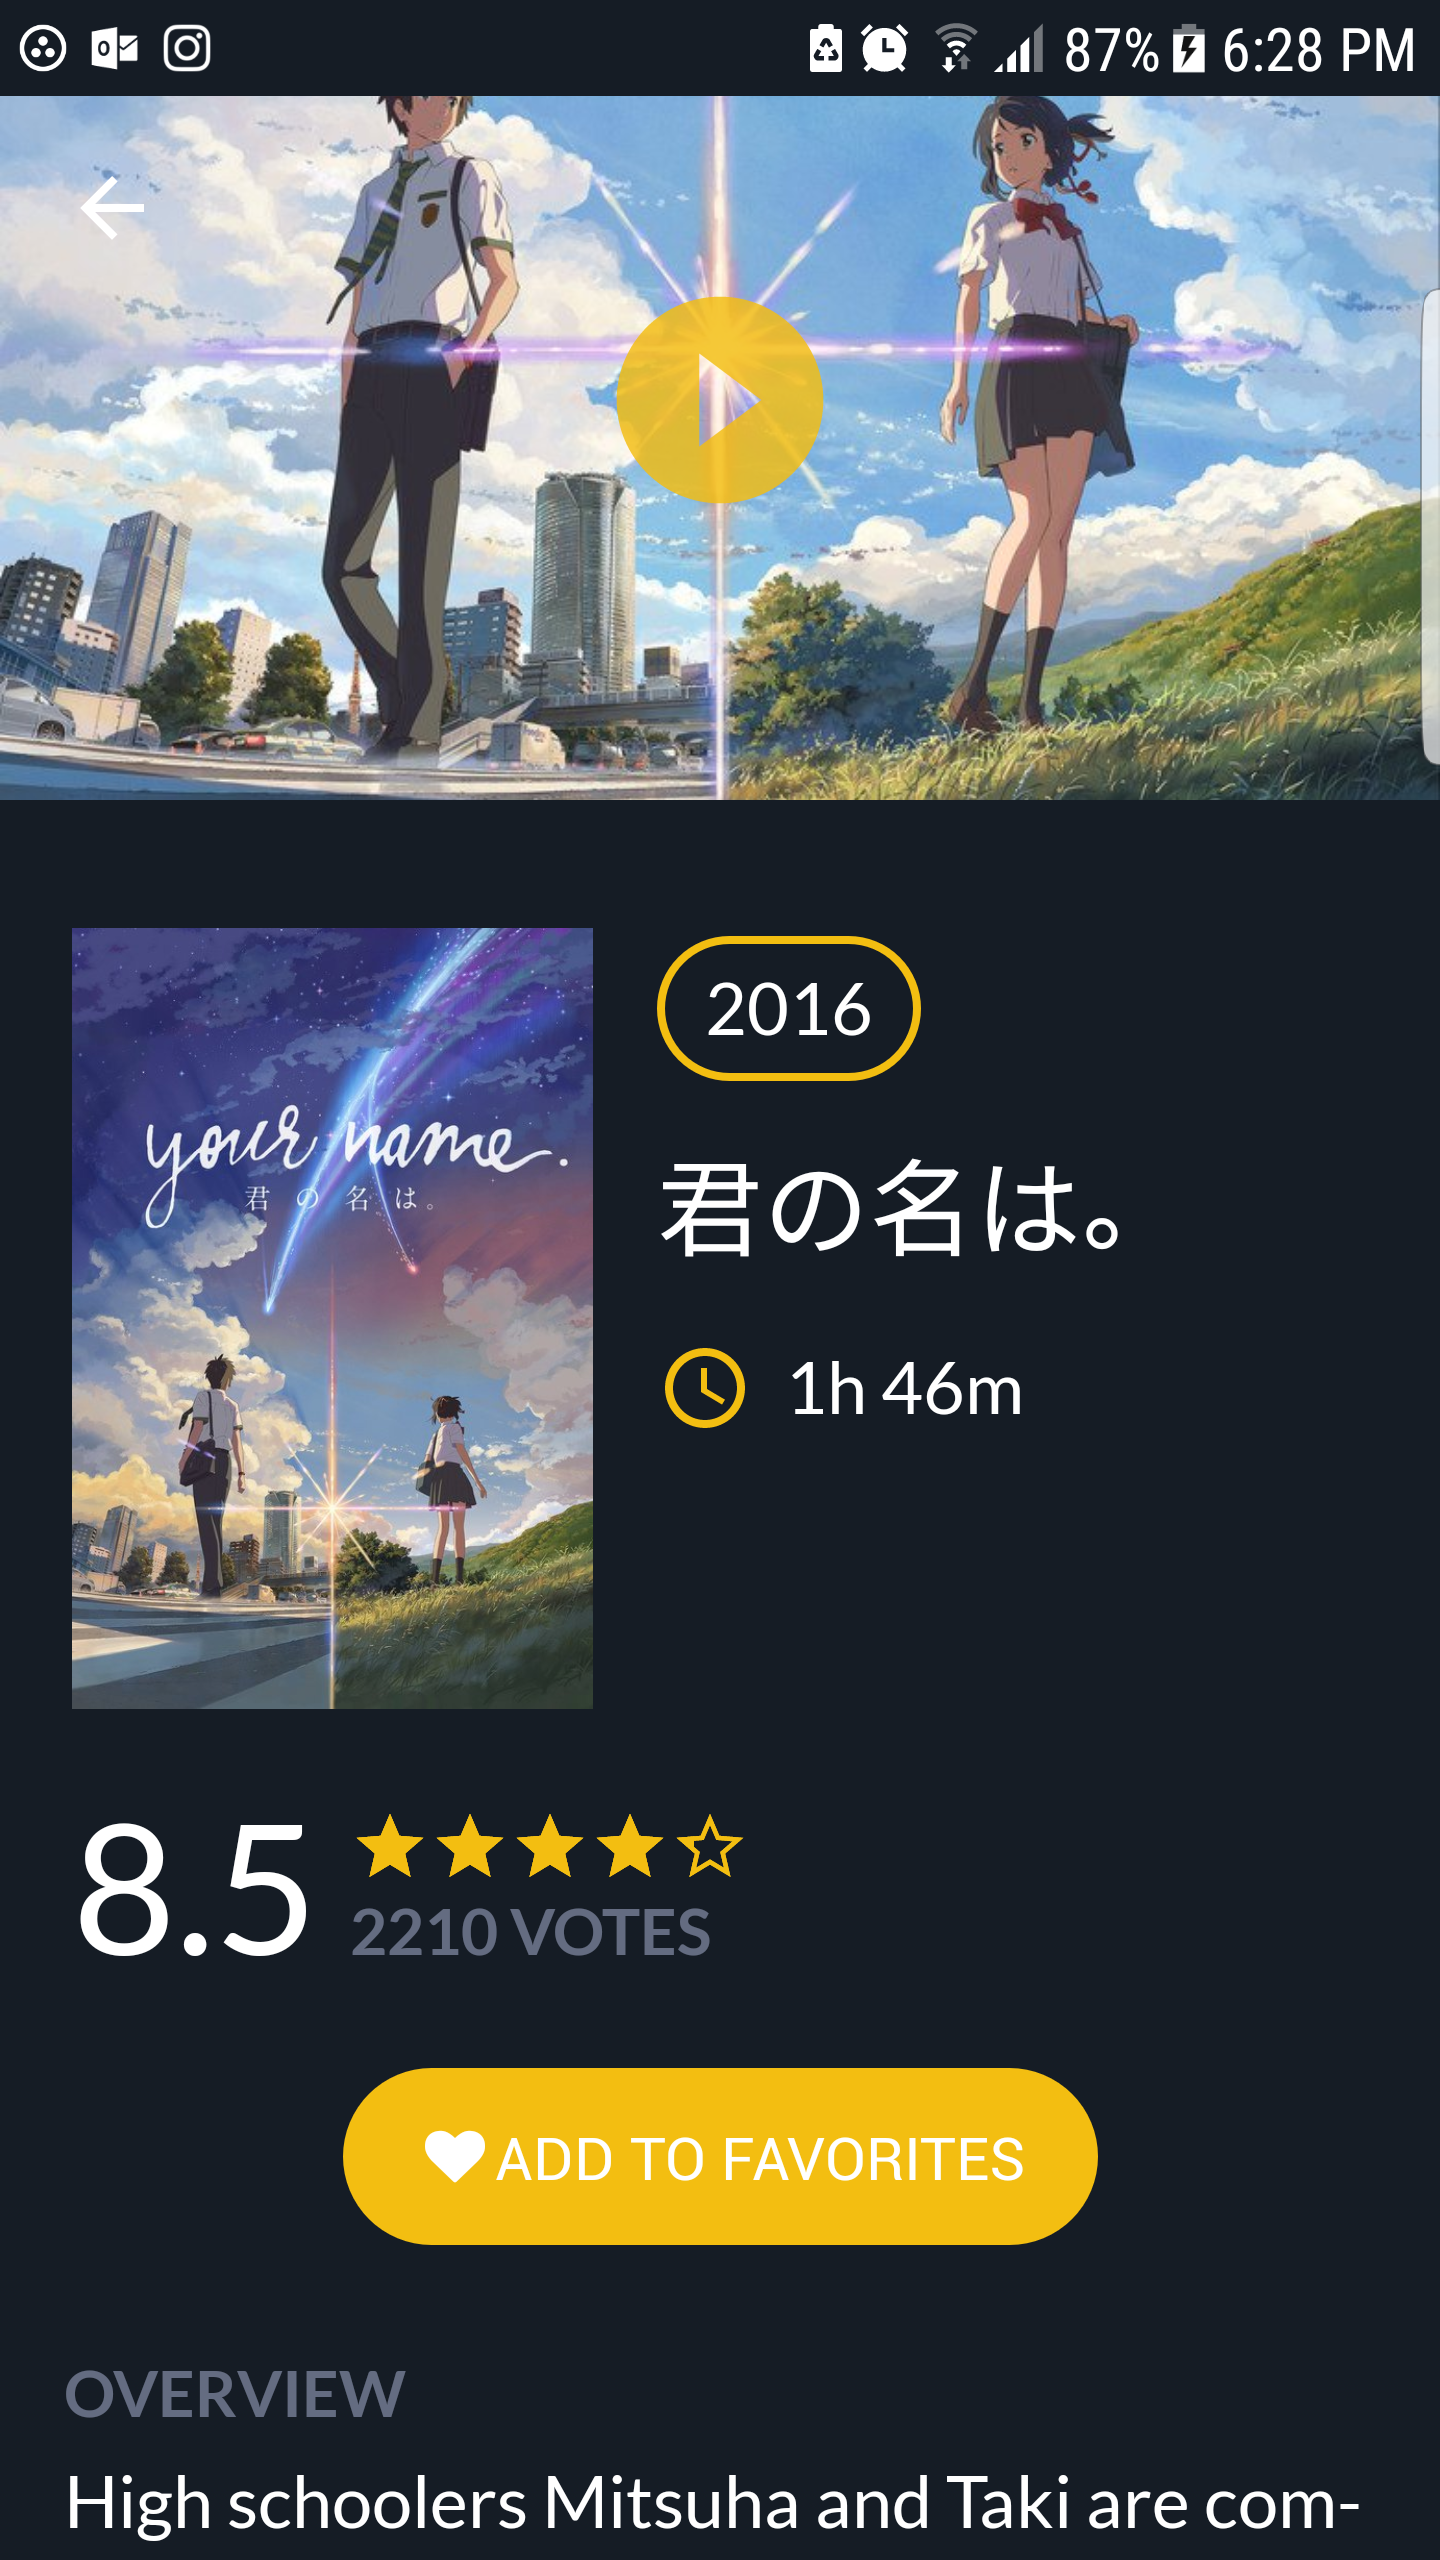 87% 6:28 PM
your name.
君の名は。
2016
君の名は。
1h 46m
8.5
2210 VOTES
ADD TO FAVORITES
OVERVIEW
High schoolers Mitsuha and Taki are com-